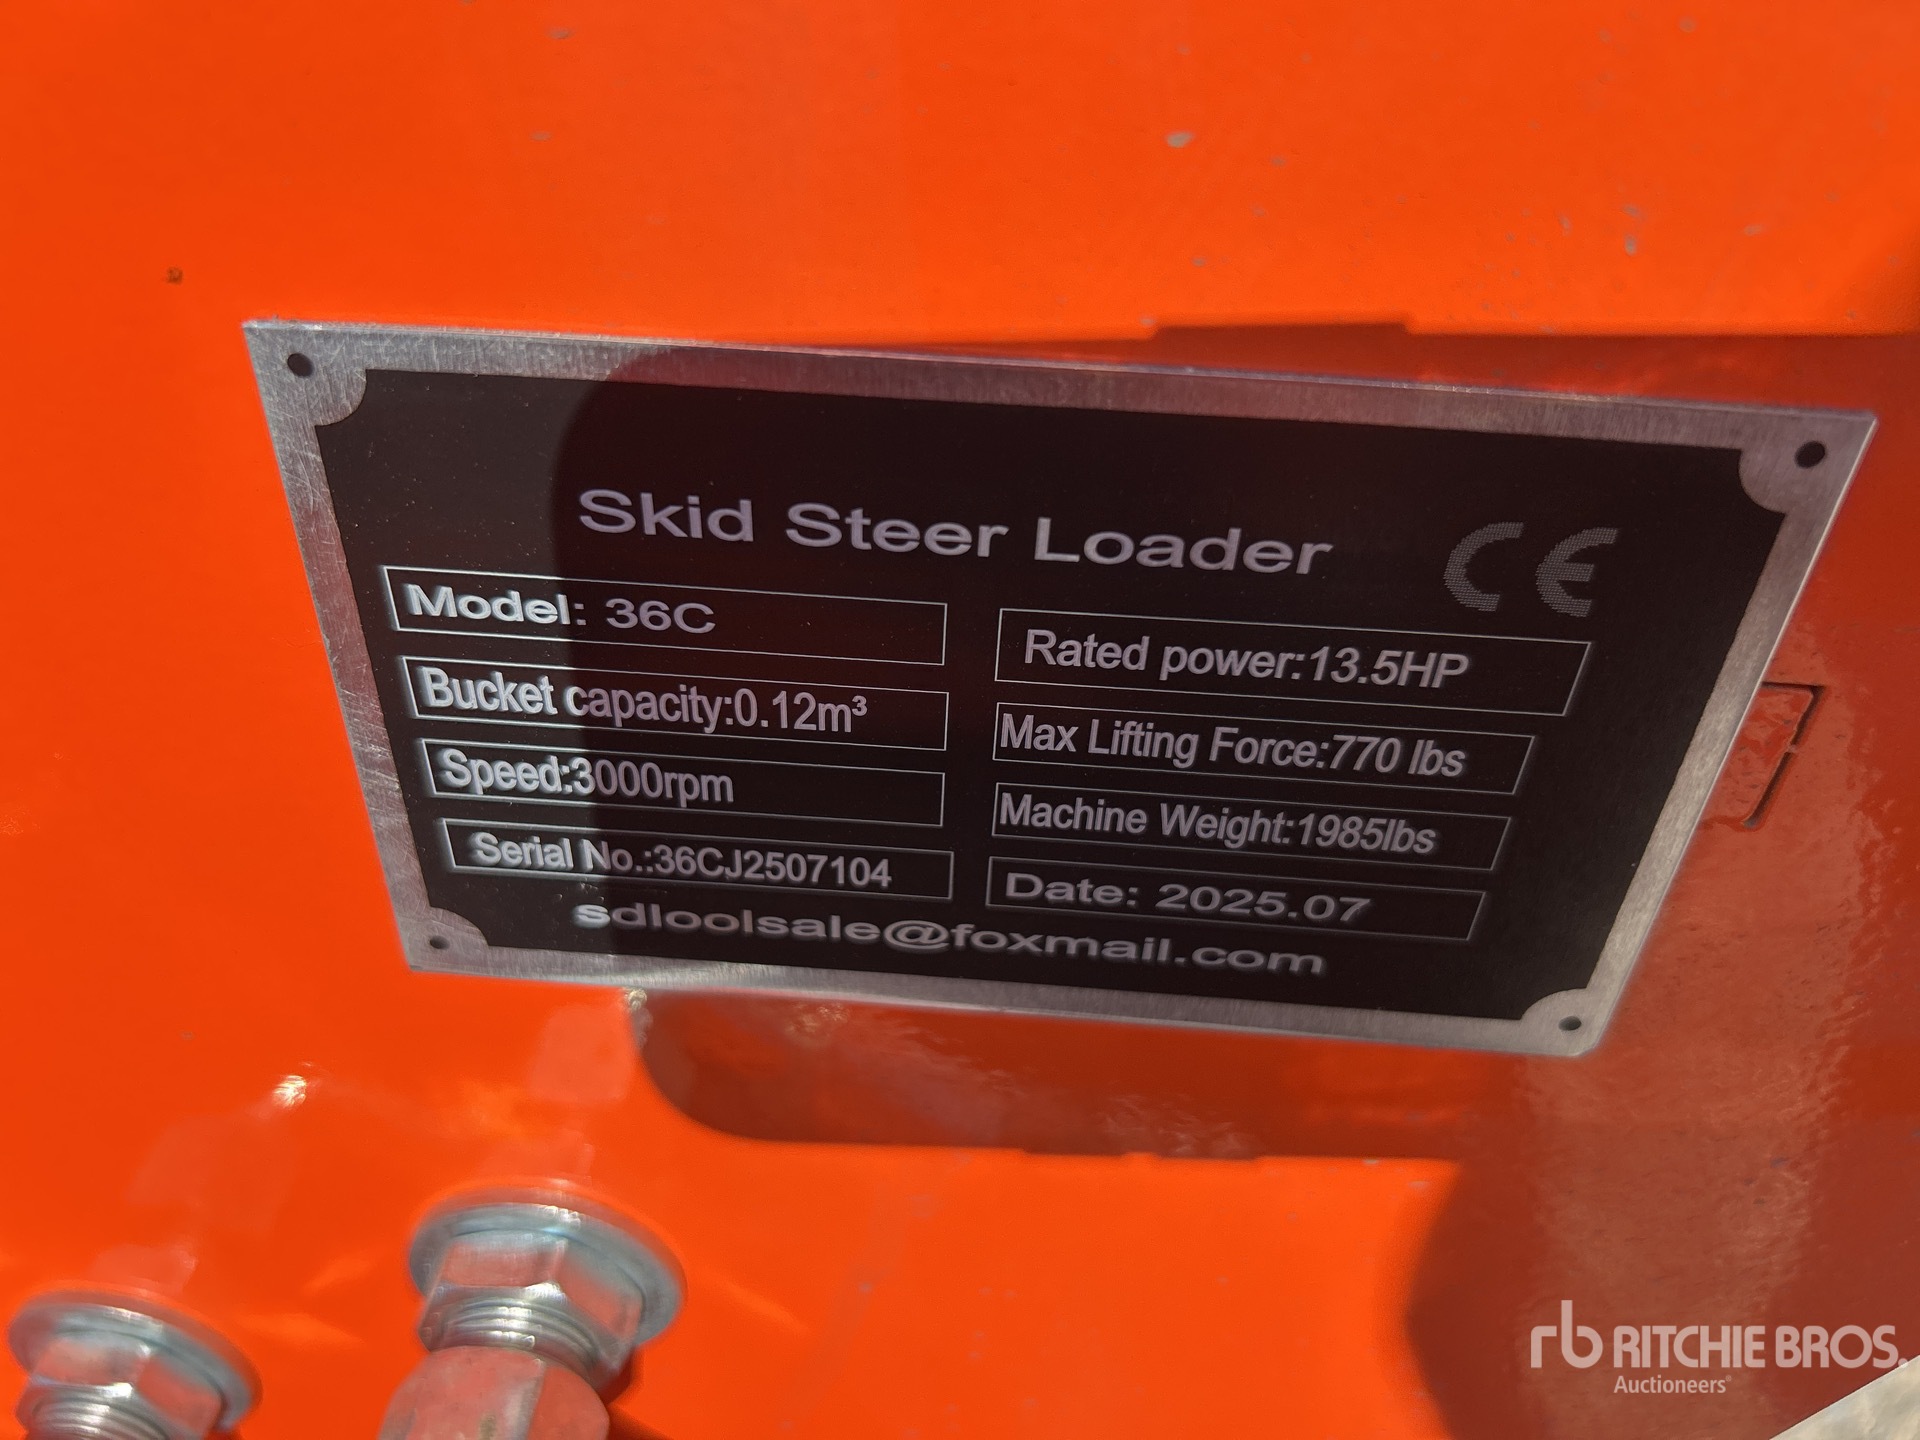 Skid Steer Loader CE
Model: 36C
Bucket capacity:0.12m³
Speed:3000rpm
Serial No.:36CJ2507104
Rated power:13.5HP
Max Lifting Force:770 lbs
Machine Weight:1985lbs
Date: 2025.07
sdloolsale@foxmail.com
rb RITCHIE BROS.
Auctioneers